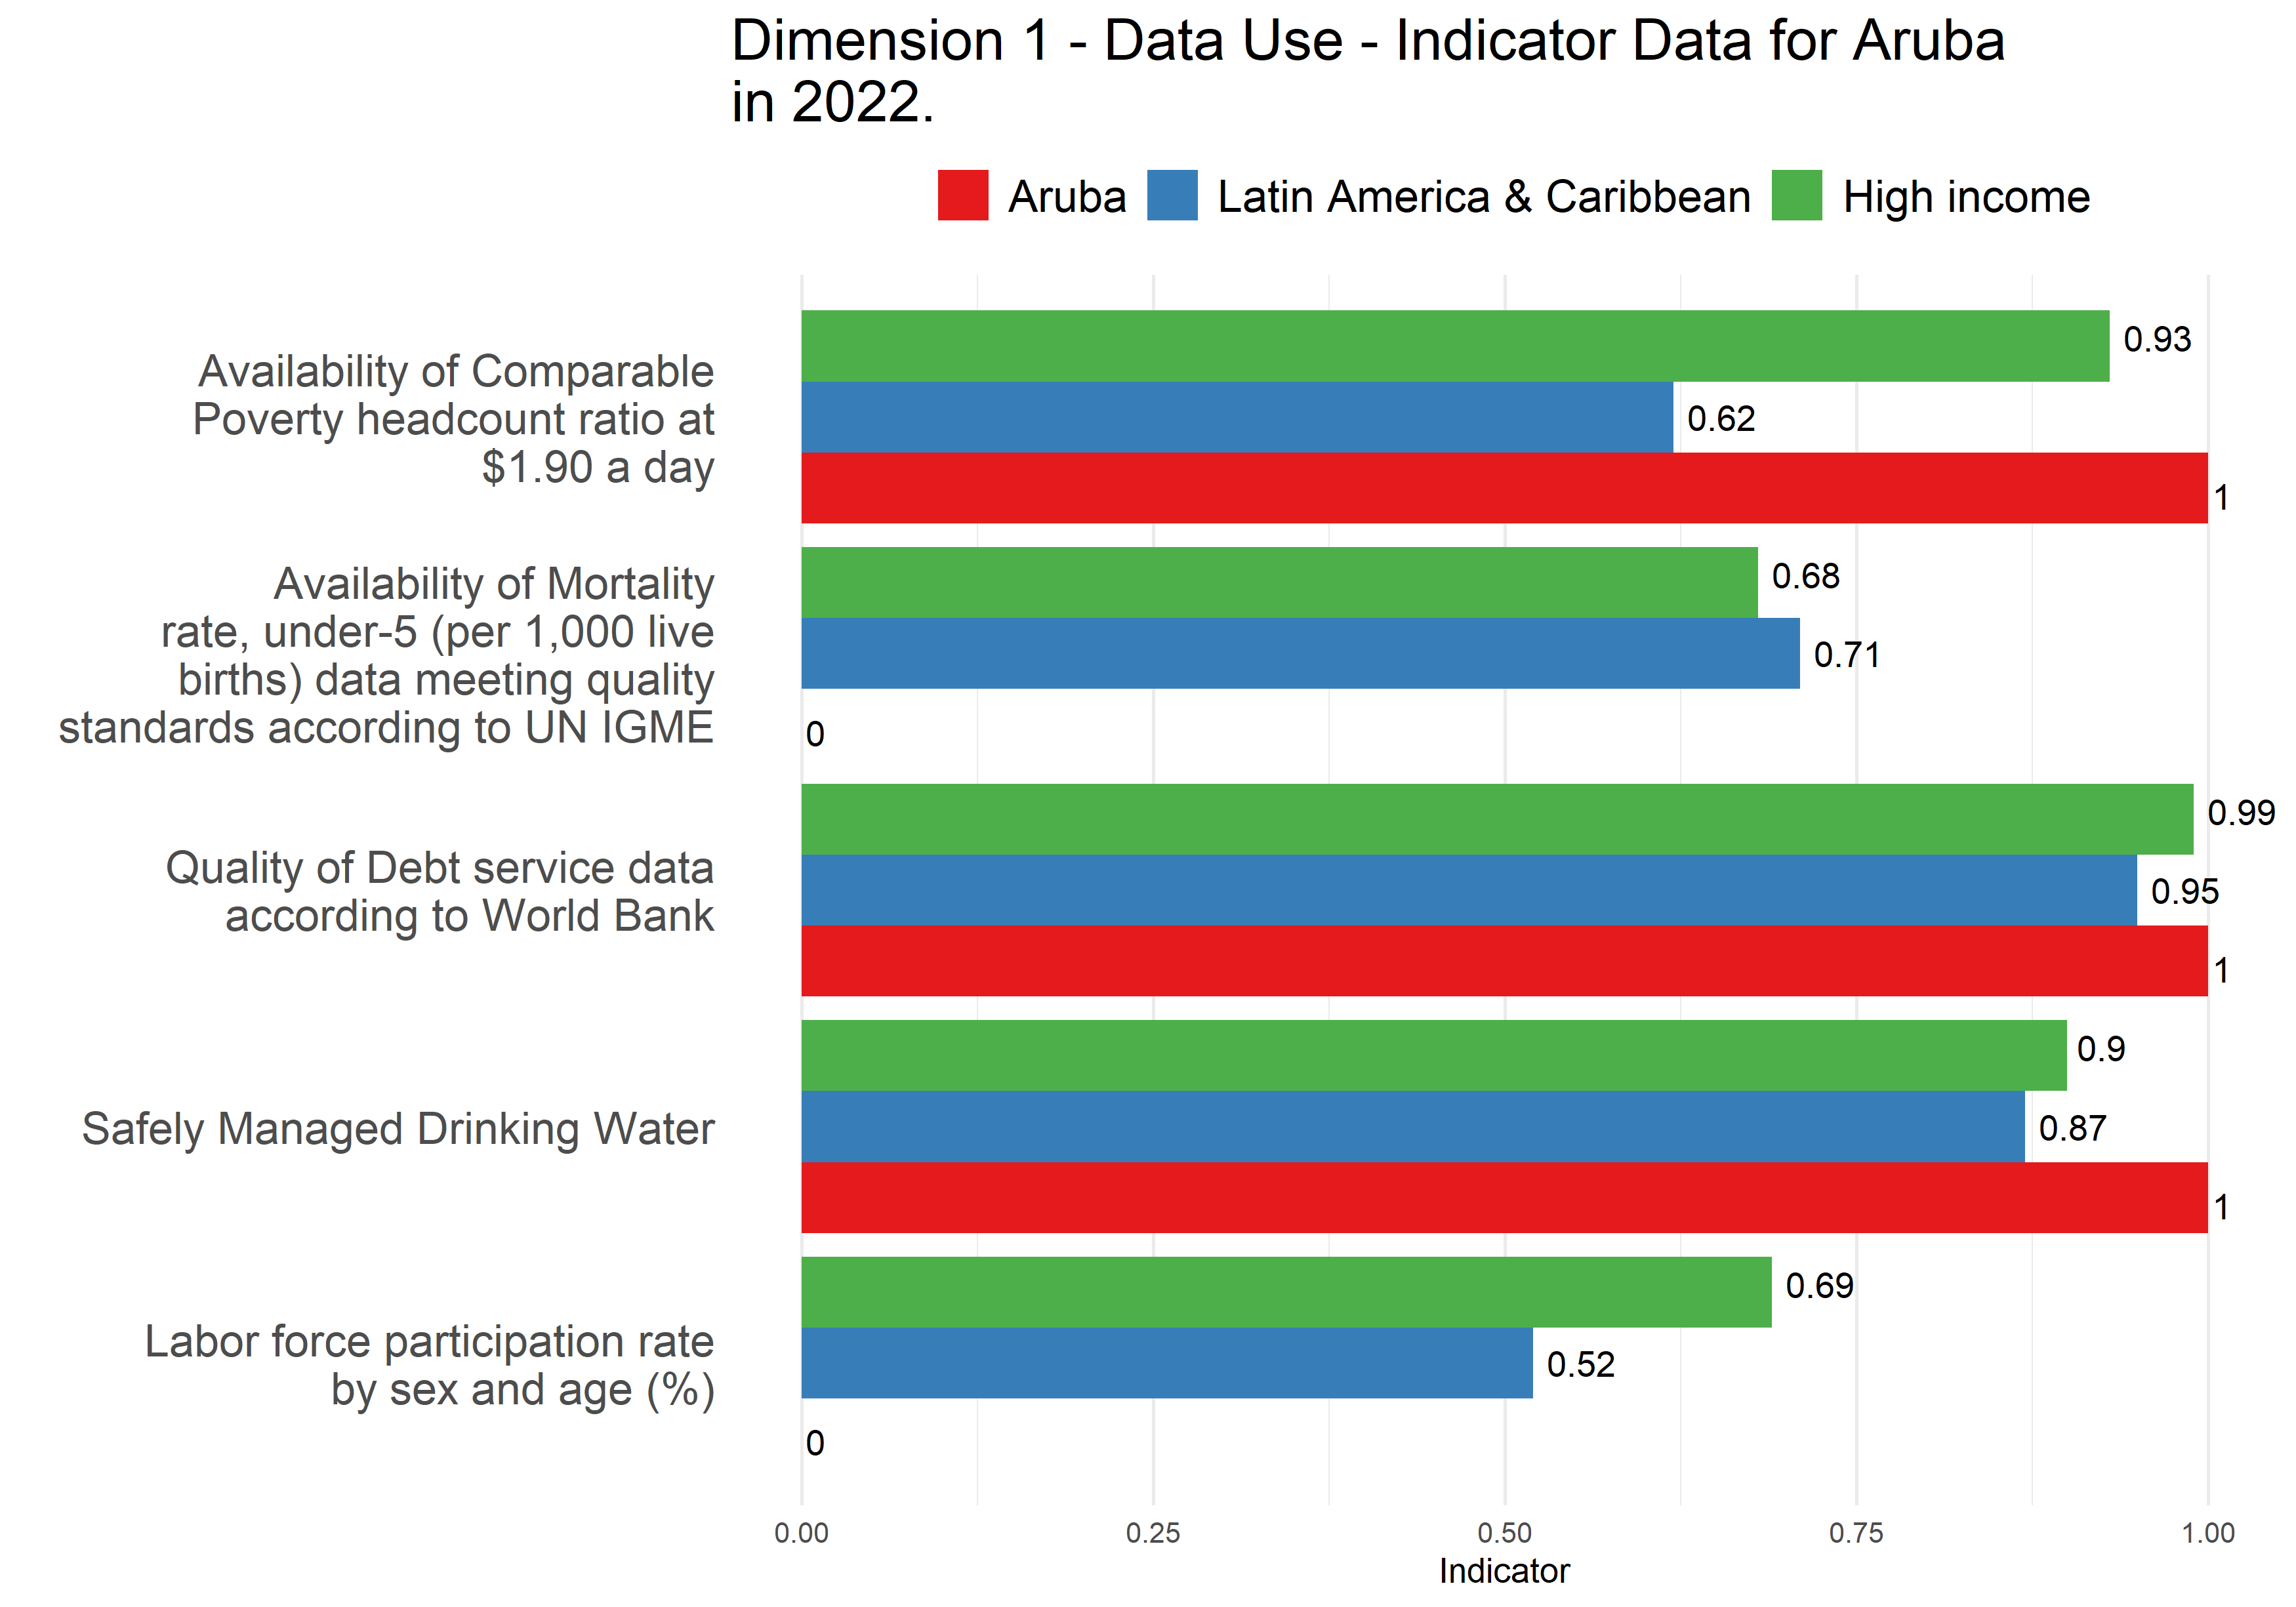 Dimension 1 - Data Use - Indicator Data for Aruba
in 2022.
Aruba Latin America & Caribbean High income
Availability of Comparable
Poverty headcount ratio at
$1.90 a day
0.93
0.62
1
Availability of Mortality
rate, under-5 (per 1,000 live
births) data meeting quality
standards according to UN IGME
0.68
0.71
0
Quality of Debt service data
according to World Bank
0.99
0.95
1
Safely Managed Drinking Water
0.9
0.87
1
Labor force participation rate
by sex and age (%)
0.69
0.52
0
0.00 0.25 0.50 0.75 1.00
Indicator